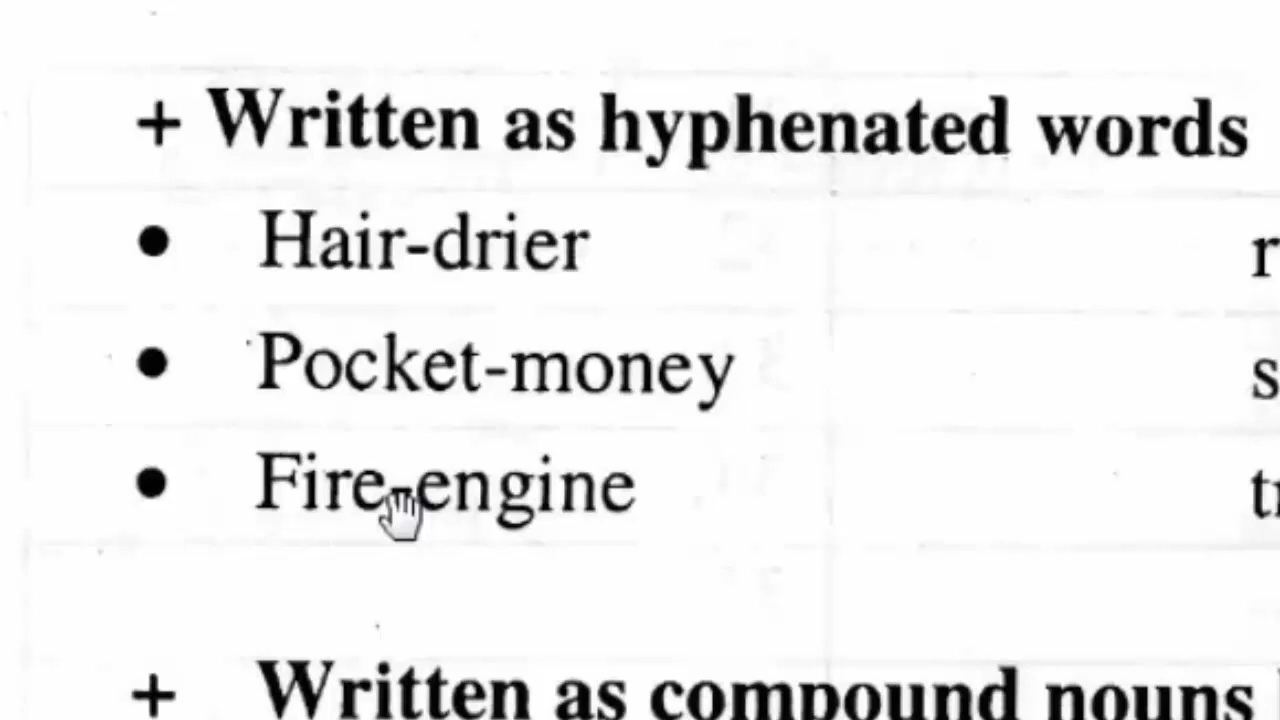 + Written as hyphenated words
• Hair-drier
• Pocket-money
• Fire-engine
+ Written as compound nouns